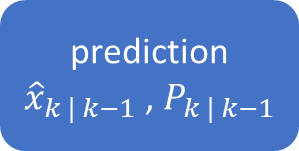 prediction
x̂ₖ | ₖ₋₁ , Pₖ | ₖ₋₁